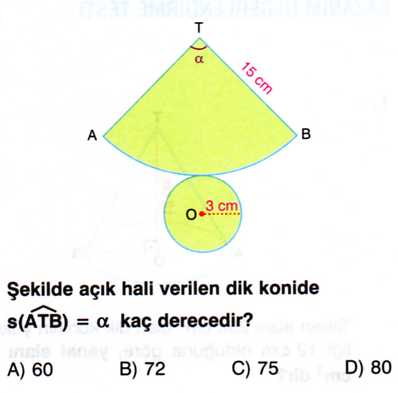 T
α
15 cm
A
B
O
3 cm
Şekilde açık hali verilen dik konide
s(ATB) = α kaç derecedir?
A) 60 B) 72 C) 75 D) 80